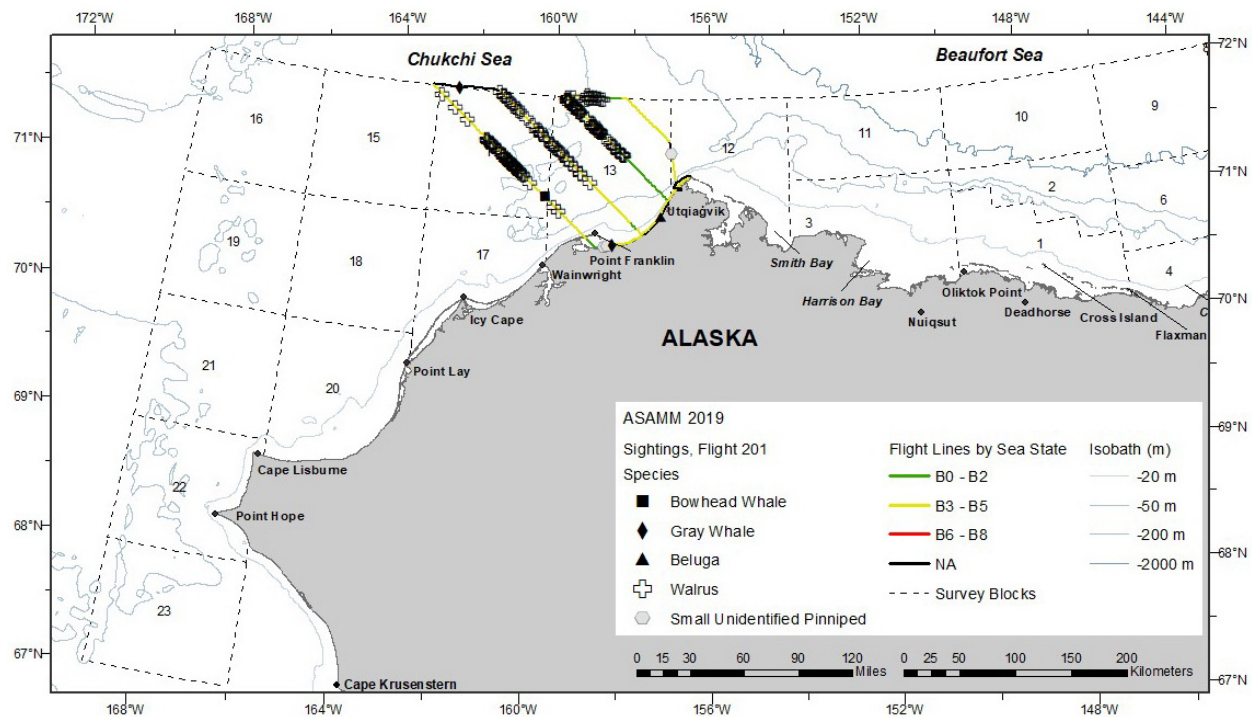 172°W 168°W 164°W 160°W 156°W 152°W 148°W 144°W
72°N
Chukchi Sea
Beaufort Sea
16
15
11
10
9
71°N
71°N
12
13
2
6
Utqiaġvik
3
1
19
18
17
Point Franklin
Smith Bay
4
70°N
Wainwright
Harrison Bay
Oliktok Point
70°N
Deadhorse
Cross Island
Icy Cape
Nuiqsut
Flaxman
C
ALASKA
21
20
Point Lay
69°N
69°N
Cape Lisburne
22
Point Hope
68°N
68°N
23
67°N
67°N
Cape Krusenstern
ASAMM 2019
Sightings, Flight 201
Species
Bowhead Whale
Gray Whale
Beluga
Walrus
Small Unidentified Pinniped
Flight Lines by Sea State
B0 - B2
B3 - B5
B6 - B8
NA
Survey Blocks
Isobath (m)
-20 m
-50 m
-200 m
-2000 m
0 15 30 60 90 120
Miles
0 25 50 100 150 200
Kilometers
168°W 164°W 160°W 156°W 152°W 148°W